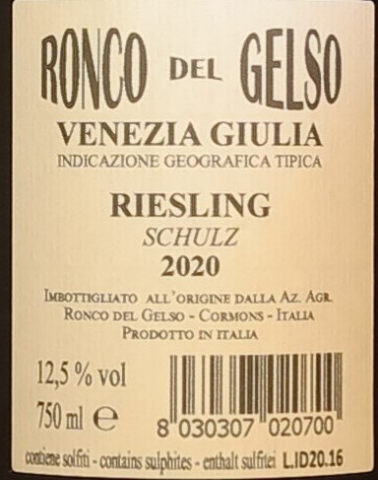 RONCO DEL GELSO
VENEZIA GIULIA
INDICAZIONE GEOGRAFICA TIPICA
RIESLING
SCHULZ
2020
IMBOTTIGLIATO ALL'ORIGINE DALLA AZ. AGR.
RONCO DEL GELSO - CORMONS - ITALIA
PRODOTTO IN ITALIA
12,5 % vol
750 ml e
8 030307 020700
contiene solfiti - contains sulphites - enthalt sulfitei L.ID20.16